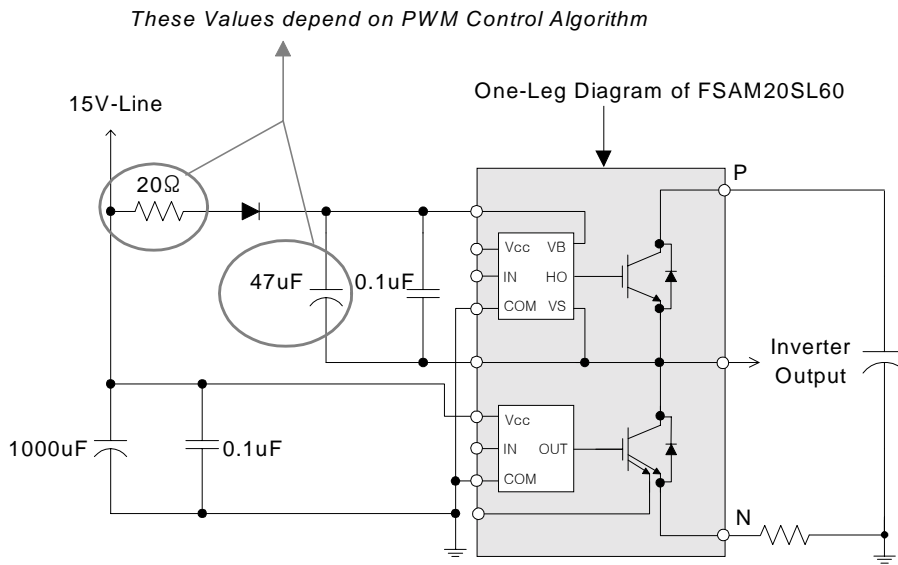 These Values depend on PWM Control Algorithm
One-Leg Diagram of FSAM20SL60
15V-Line
P
20Ω
Vcc VB
47uF 0.1uF
IN HO
COM VS
Inverter
Output
Vcc
1000uF 0.1uF
IN OUT
COM
N